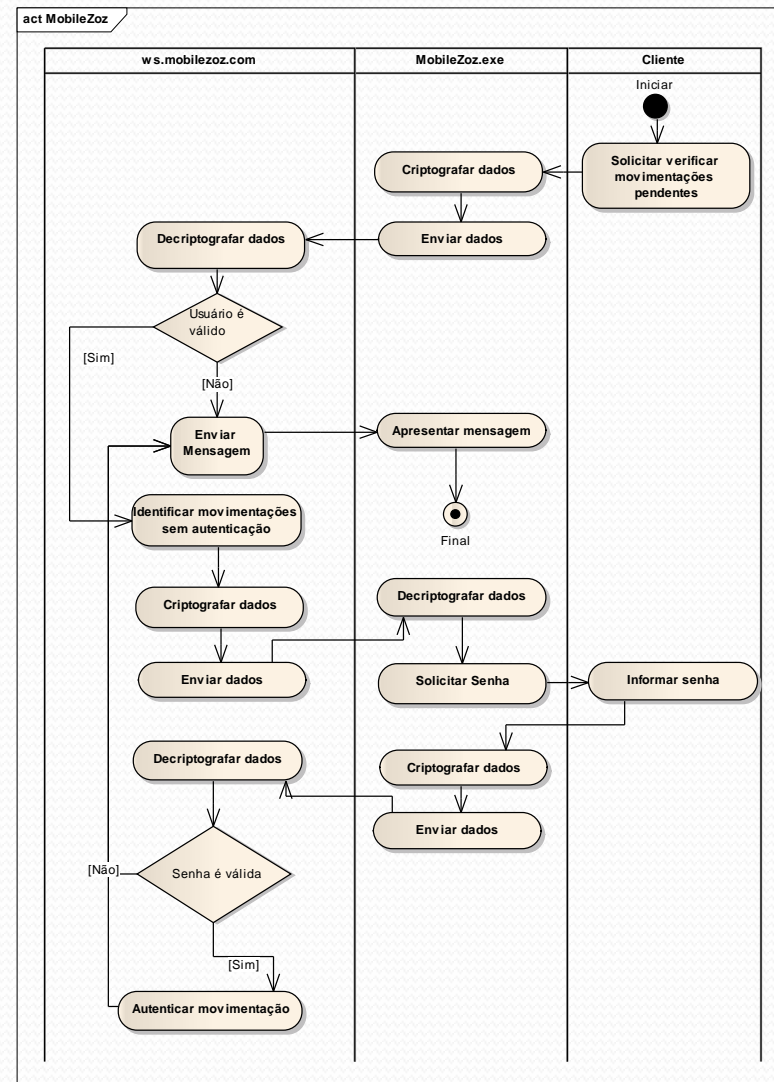 act MobileZoz
ws.mobilezoz.com
MobileZoz.exe
Cliente
Iniciar
Solicitar verificar
movimentações
pendentes
Criptografar dados
Enviar dados
Decriptografar dados
Usuário é
válido
[Sim]
[Não]
Enviar
Mensagem
Apresentar mensagem
Final
Identificar movimentações
sem autenticação
Criptografar dados
Enviar dados
Decriptografar dados
Solicitar Senha
Informar senha
Criptografar dados
Enviar dados
Decriptografar dados
Senha é válida
[Não]
[Sim]
Autenticar movimentação